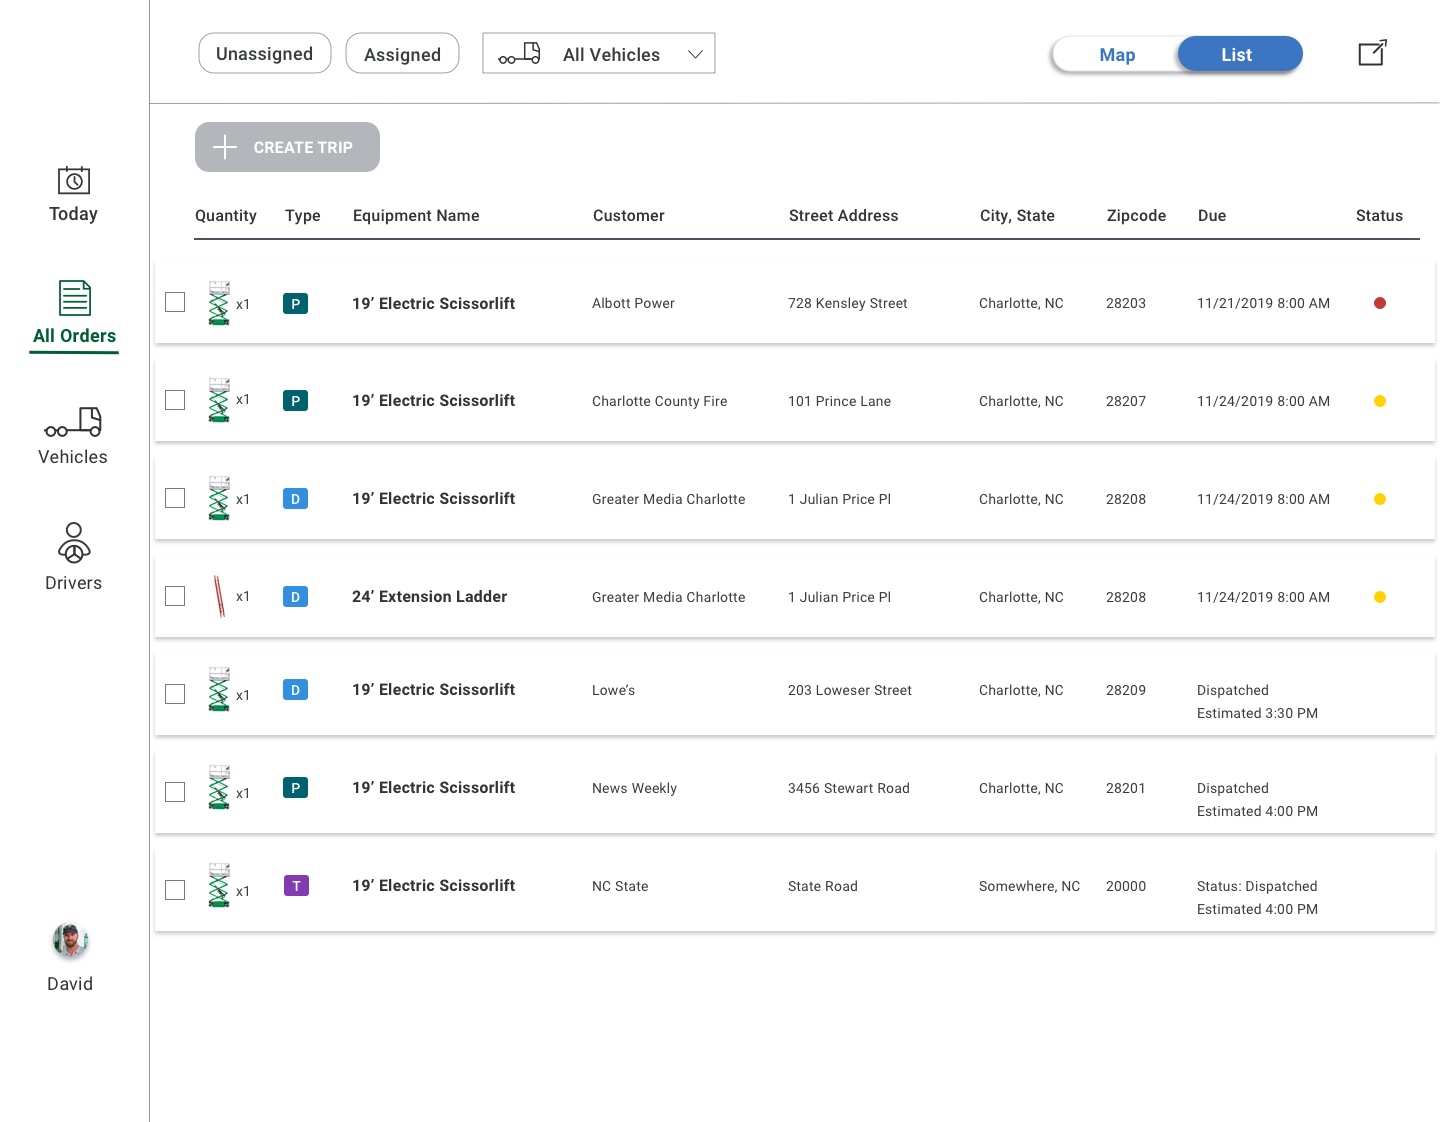 Unassigned
Assigned
All Vehicles
Map
List
CREATE TRIP
Today
All Orders
Vehicles
Drivers
David
Quantity Type Equipment Name Customer Street Address City, State Zipcode Due Status
x1 P 19’ Electric Scissorlift Albott Power 728 Kensley Street Charlotte, NC 28203 11/21/2019 8:00 AM
x1 P 19’ Electric Scissorlift Charlotte County Fire 101 Prince Lane Charlotte, NC 28207 11/24/2019 8:00 AM
x1 D 19’ Electric Scissorlift Greater Media Charlotte 1 Julian Price Pl Charlotte, NC 28208 11/24/2019 8:00 AM
x1 D 24’ Extension Ladder Greater Media Charlotte 1 Julian Price Pl Charlotte, NC 28208 11/24/2019 8:00 AM
x1 D 19’ Electric Scissorlift Lowe’s 203 Loweser Street Charlotte, NC 28209 Dispatched
Estimated 3:30 PM
x1 P 19’ Electric Scissorlift News Weekly 3456 Stewart Road Charlotte, NC 28201 Dispatched
Estimated 4:00 PM
x1 T 19’ Electric Scissorlift NC State State Road Somewhere, NC 20000 Status: Dispatched
Estimated 4:00 PM